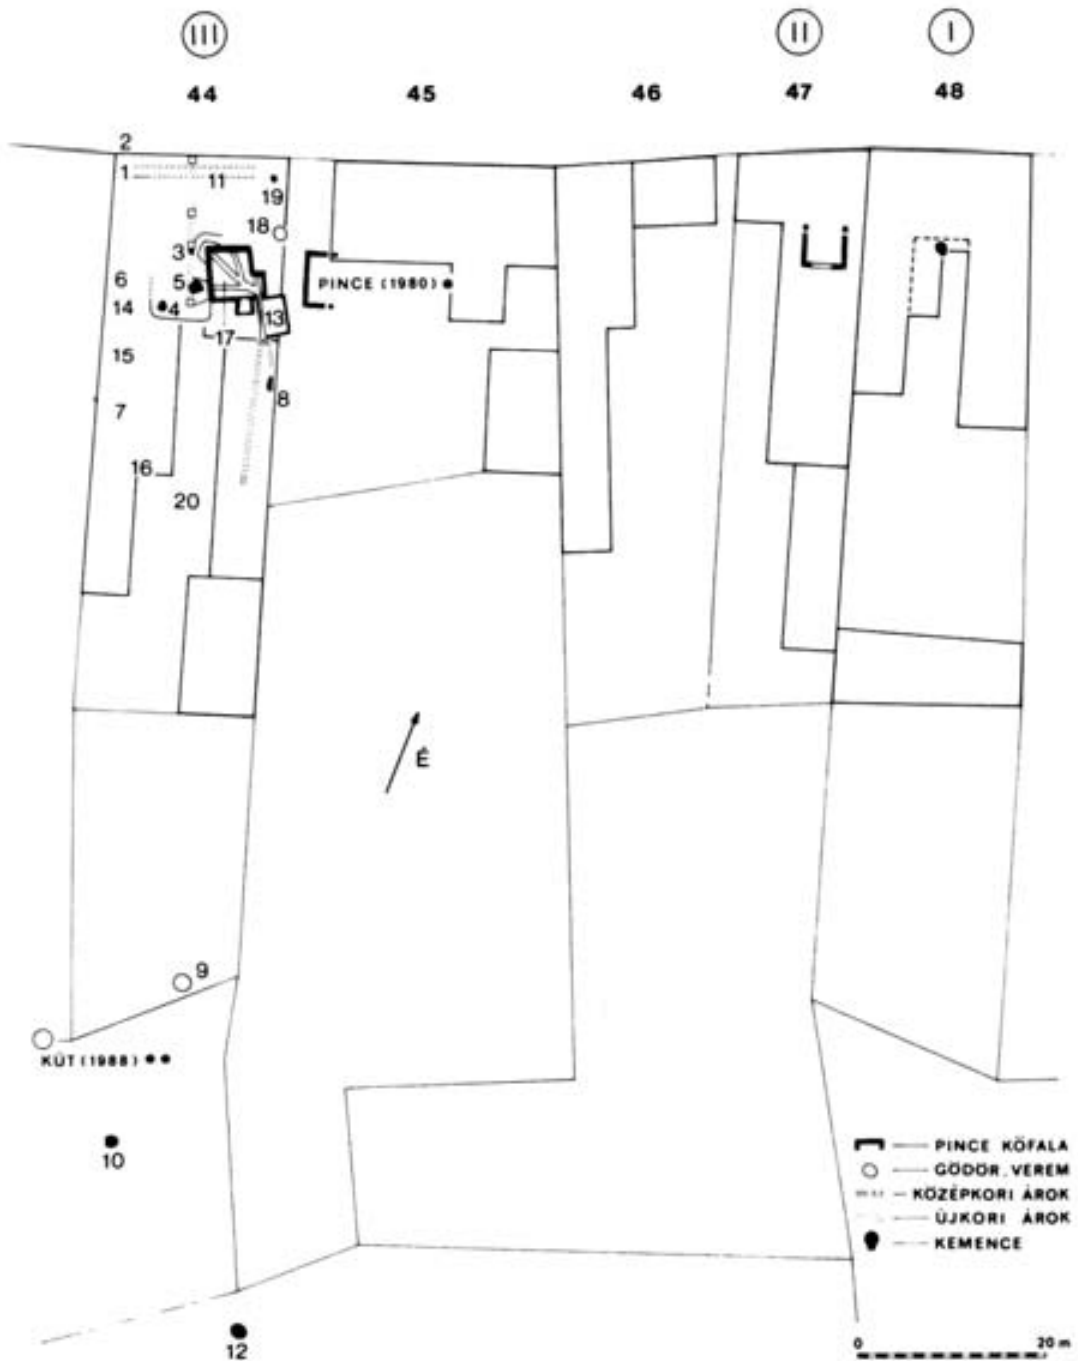 III II I
44 45 46 47 48
2
1 11 19
18
3
6 5 PINCE (1980)
14 4 13
17
15
8
7
16
20
É
9
KÚT (1988)
10
12
PINCE KŐFALA
GÖDÖR. VEREM
KÖZÉPKORI ÁROK
ÚJKORI ÁROK
KEMENCE
0 20 m